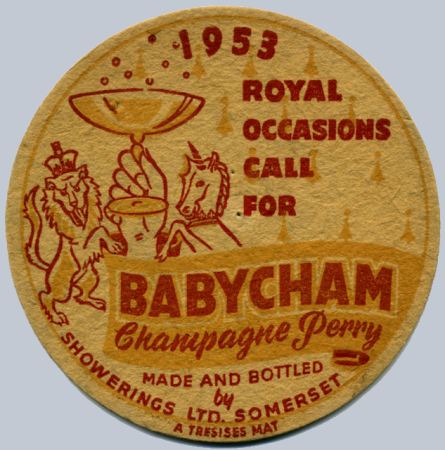 1953
ROYAL
OCCASIONS
CALL
FOR
BABYCHAM
Champagne Perry
MADE AND BOTTLED
by
SHOWERINGS LTD. SOMERSET
A TRESISES MAT